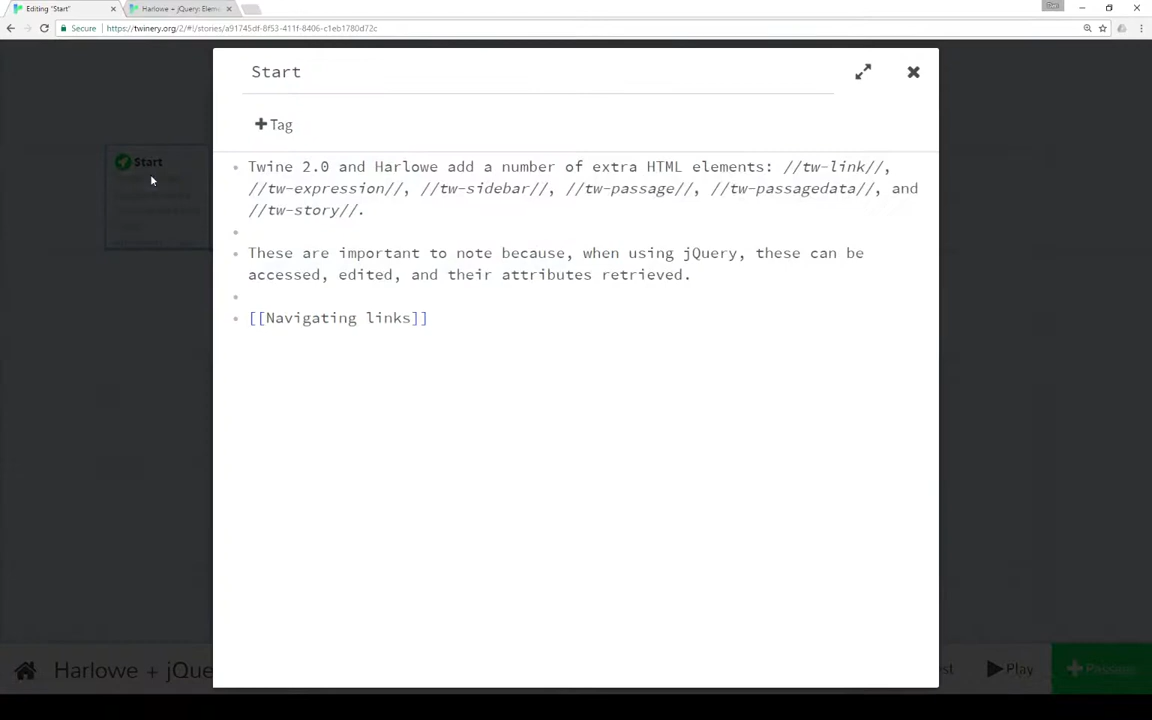 Editing "Start"
Harlowe + jQuery: Elem
Secure
https://twinery.org/2/#!/stories/a91745df-8f53-411f-8406-c1eb1780d72c
Start
+ Tag
Start
Twine 2.0 and Harlowe add a number of extra HTML elements: //tw-link//,
//tw-expression//, //tw-sidebar//, //tw-passage//, //tw-passagedata//, and
//tw-story//.
These are important to note because, when using jQuery, these can be
accessed, edited, and their attributes retrieved.
[[Navigating links]]
Harlowe + jQue
st
Play
+ Passage